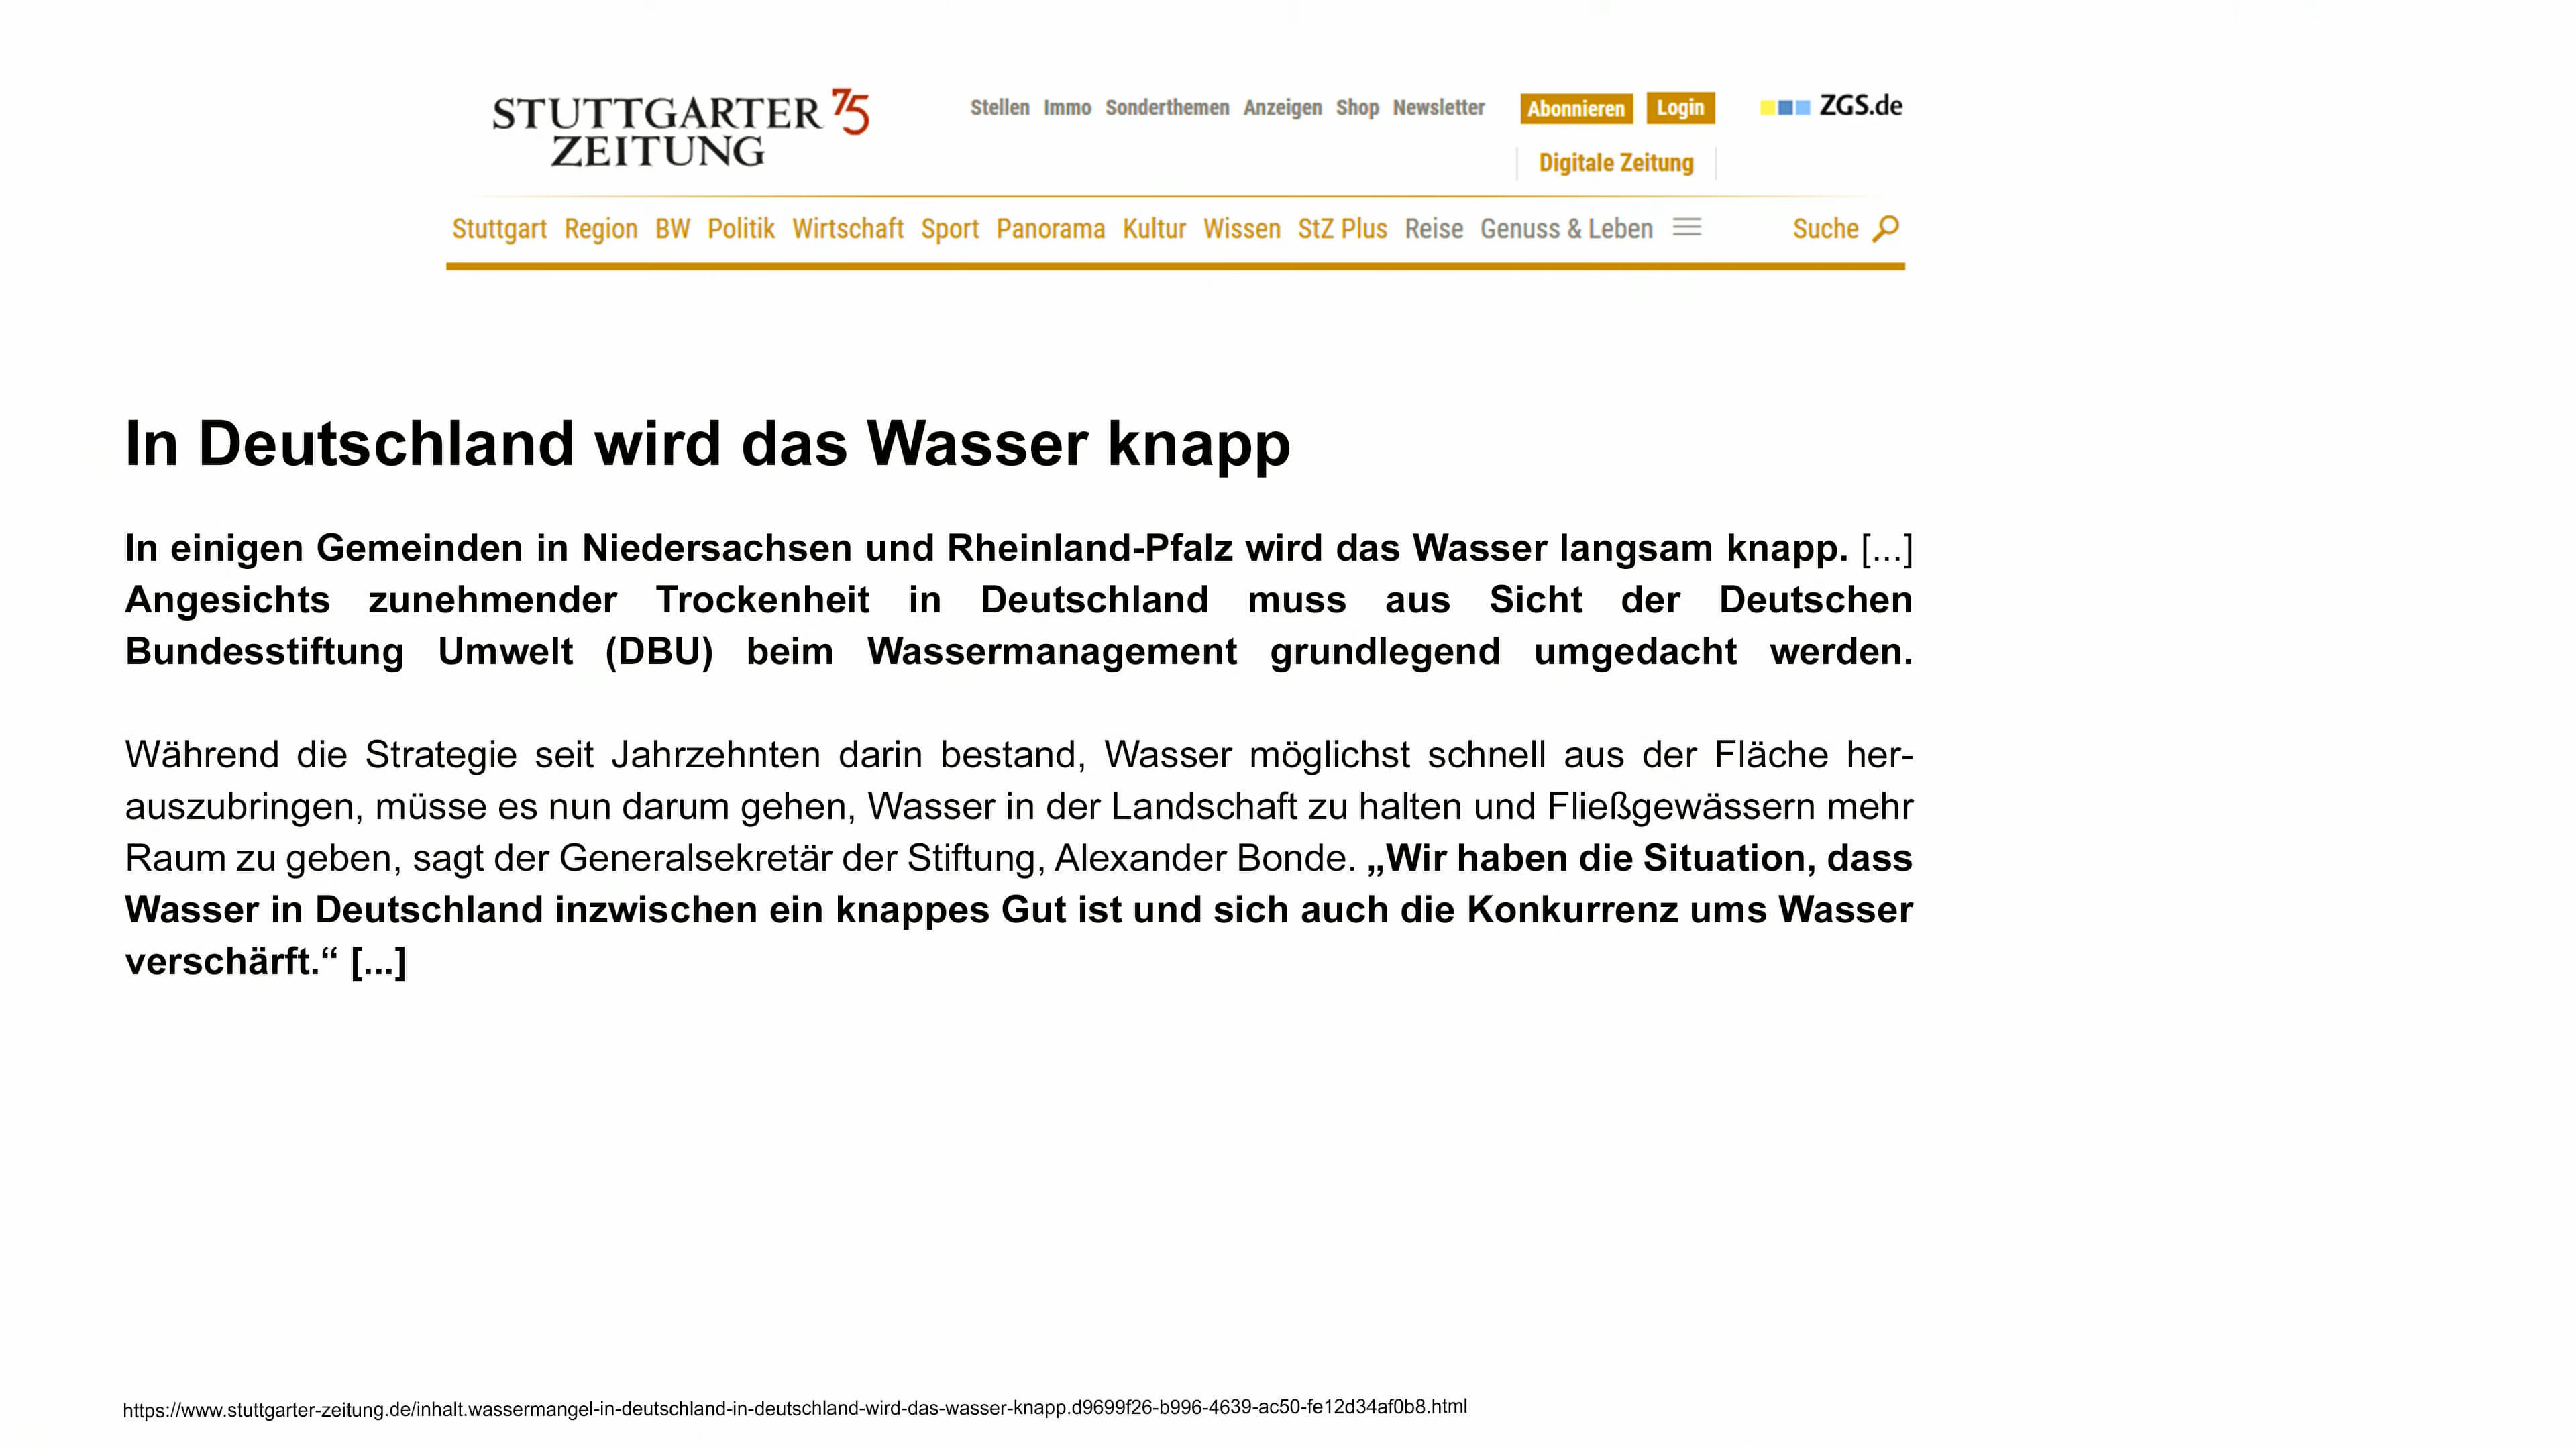 STUTTGARTER 75
ZEITUNG
Stellen Immo Sonderthemen Anzeigen Shop Newsletter Abonnieren Login ZGS.de
Digitale Zeitung
Stuttgart Region BW Politik Wirtschaft Sport Panorama Kultur Wissen StZ Plus Reise Genuss & Leben Suche
In Deutschland wird das Wasser knapp
In einigen Gemeinden in Niedersachsen und Rheinland-Pfalz wird das Wasser langsam knapp. [...]
Angesichts zunehmender Trockenheit in Deutschland muss aus Sicht der Deutschen
Bundesstiftung Umwelt (DBU) beim Wassermanagement grundlegend umgedacht werden.
Während die Strategie seit Jahrzehnten darin bestand, Wasser möglichst schnell aus der Fläche her-
auszubringen, müsse es nun darum gehen, Wasser in der Landschaft zu halten und Fließgewässern mehr
Raum zu geben, sagt der Generalsekretär der Stiftung, Alexander Bonde. „Wir haben die Situation, dass
Wasser in Deutschland inzwischen ein knappes Gut ist und sich auch die Konkurrenz ums Wasser
verschärft.“ [...]
https://www.stuttgarter-zeitung.de/inhalt.wassermangel-in-deutschland-in-deutschland-wird-das-wasser-knapp.d9699f26-b996-4639-ac50-fe12d34af0b8.html